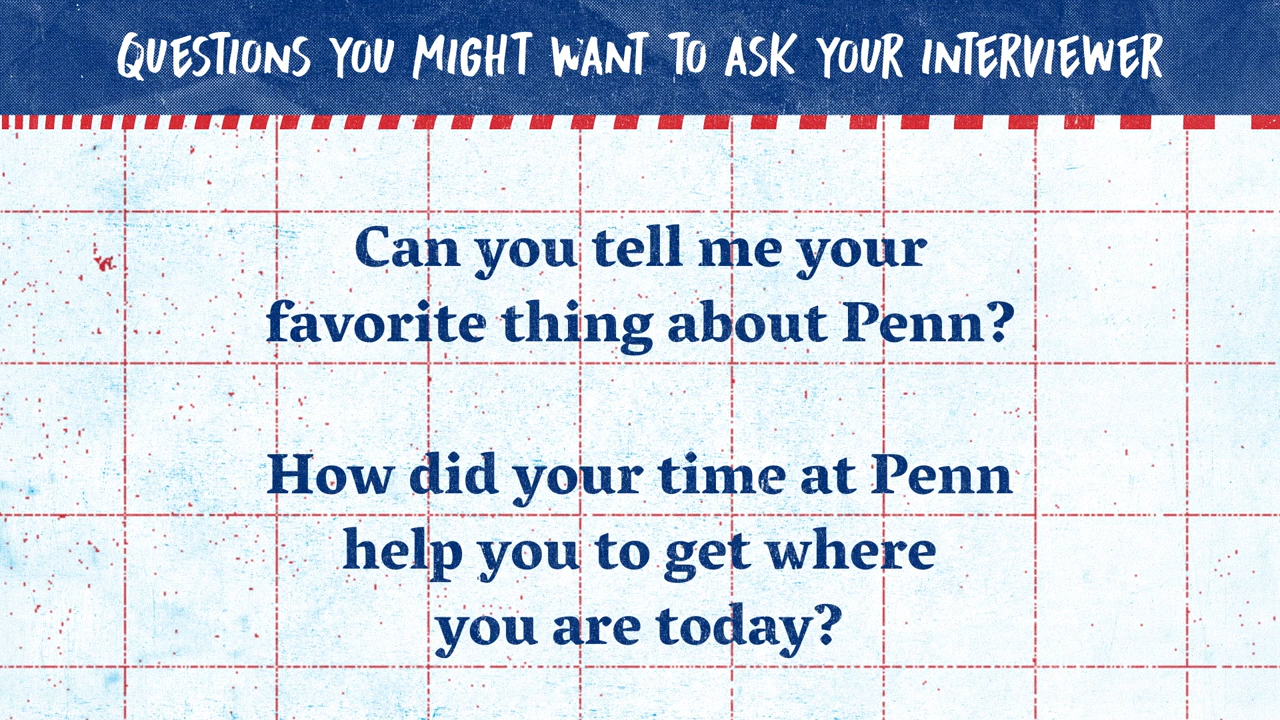 QUESTIONS YOU MIGHT WANT TO ASK YOUR INTERVIEWER
Can you tell me your
favorite thing about Penn?
How did your time at Penn
help you to get where
you are today?